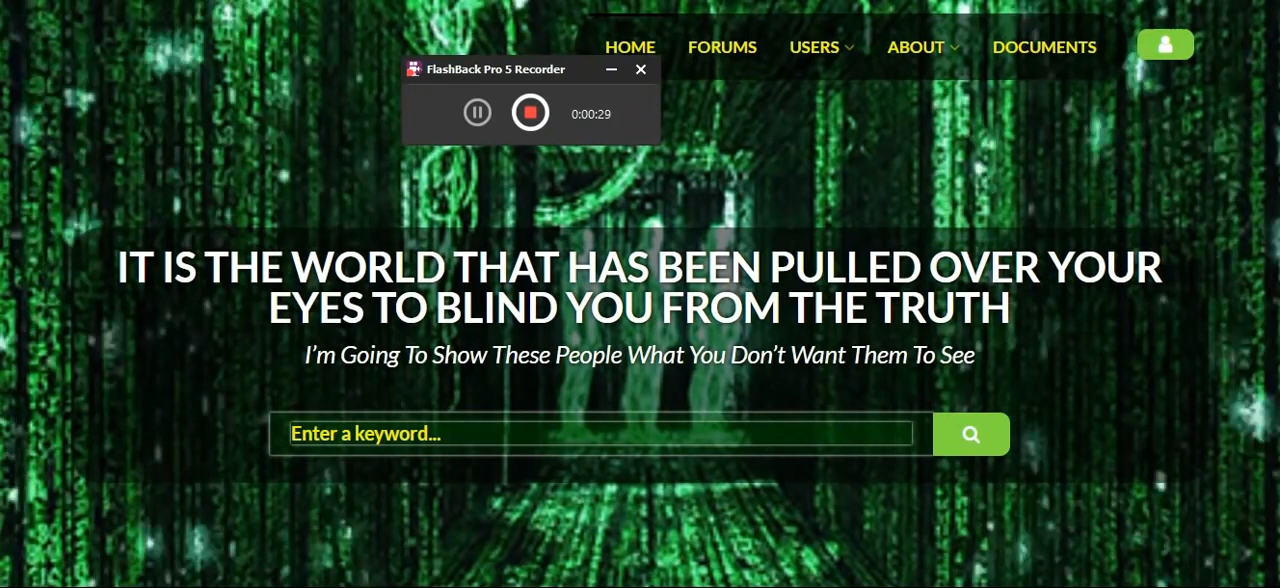 HOME FORUMS USERS ABOUT DOCUMENTS
FlashBack Pro 5 Recorder
0:00:29
IT IS THE WORLD THAT HAS BEEN PULLED OVER YOUR
EYES TO BLIND YOU FROM THE TRUTH
I’m Going To Show These People What You Don’t Want Them To See
Enter a keyword...